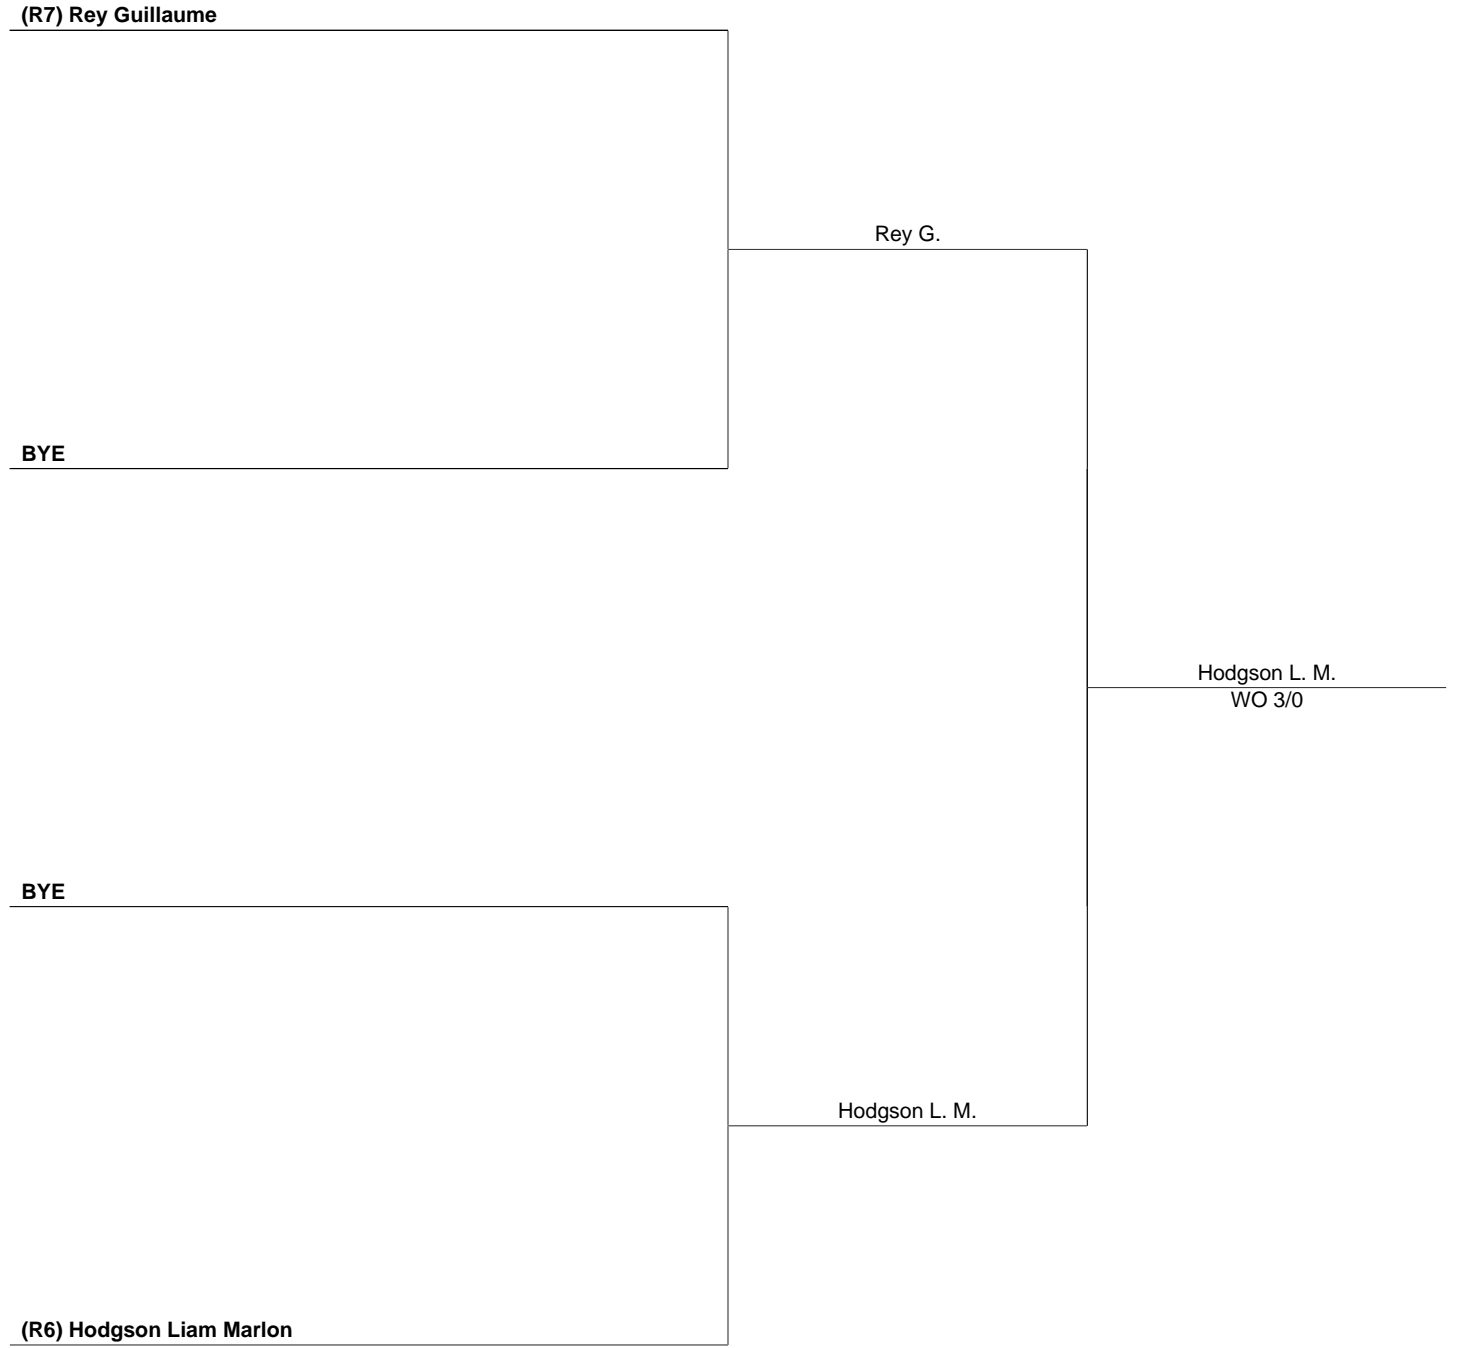 (R7) Rey Guillaume
Rey G.
BYE
Hodgson L. M.
WO 3/0
BYE
Hodgson L. M.
(R6) Hodgson Liam Marlon